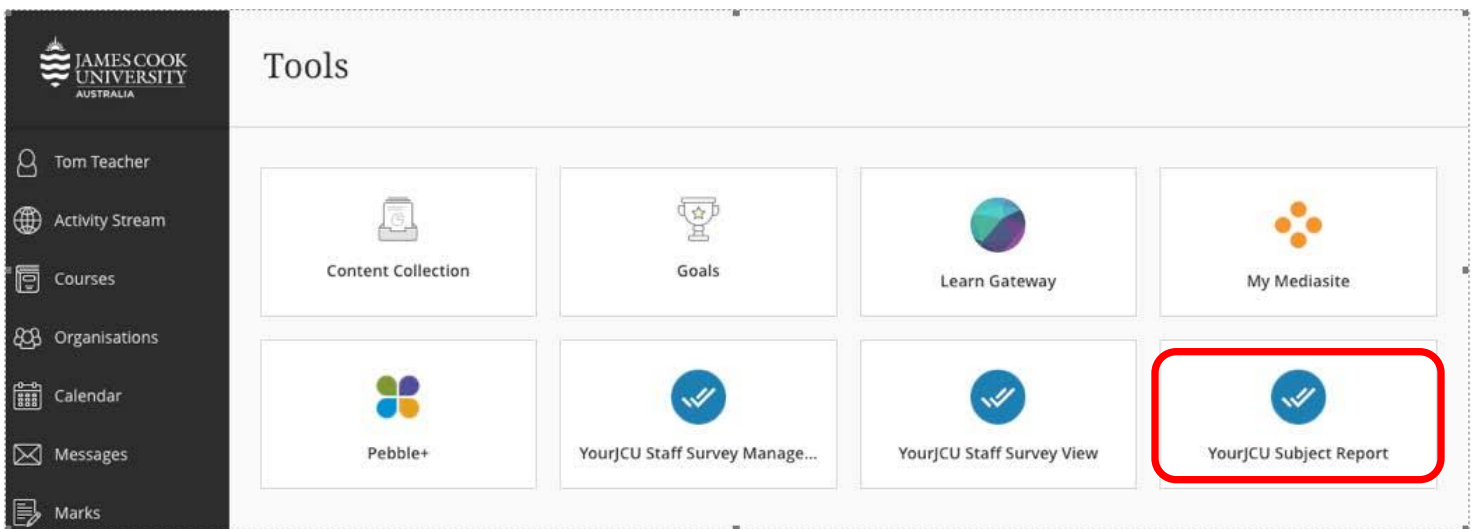 JAMES COOK
UNIVERSITY
AUSTRALIA
Tools
Tom Teacher
Activity Stream
Courses
Organisations
Calendar
Messages
Marks
Content Collection
Goals
Learn Gateway
My Mediasite
Pebble+
YourJCU Staff Survey Manage...
YourJCU Staff Survey View
YourJCU Subject Report